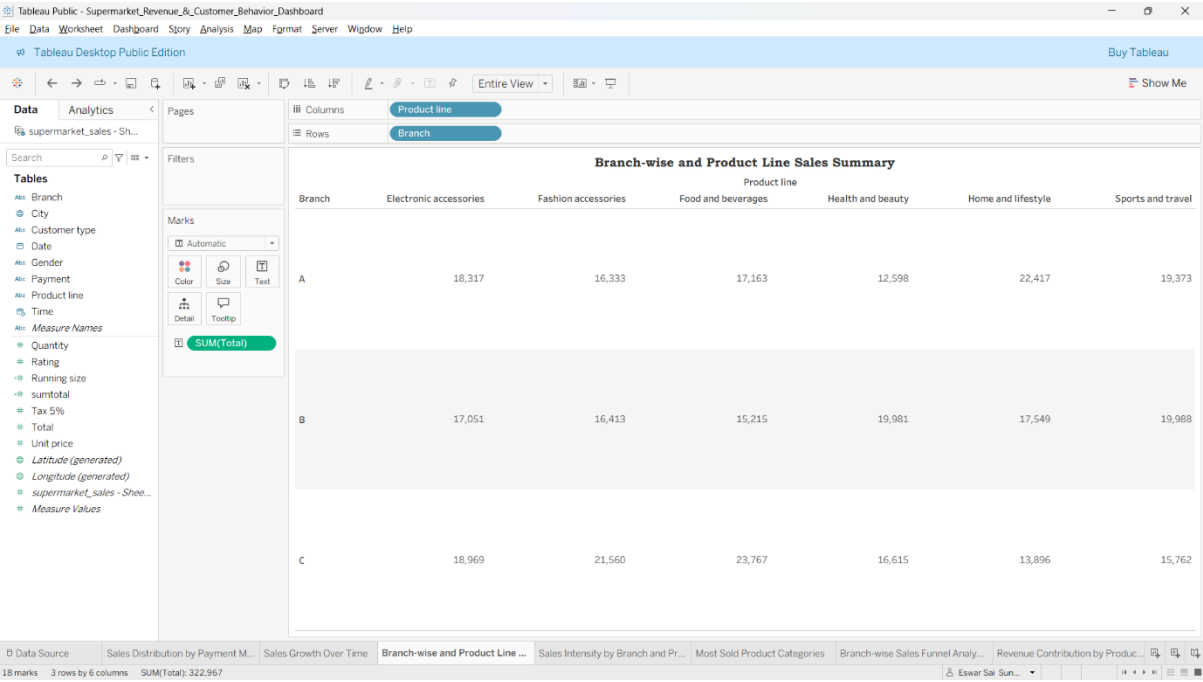 Tableau Public - Supermarket_Revenue_&_Customer_Behavior_Dashboard
File Data Worksheet Dashboard Story Analysis Map Format Server Window Help
Tableau Desktop Public Edition
Buy Tableau
Entire View
Show Me
Data Analytics
supermarket_sales - Sh...
Search
Tables
Abc Branch
City
Abc Customer type
Date
Abc Gender
Abc Payment
Abc Product line
Time
Abc Measure Names
# Quantity
# Rating
Running size
sumtotal
# Tax 5%
# Total
# Unit price
Latitude (generated)
Longitude (generated)
# supermarket_sales - Shee...
# Measure Values
Pages
Filters
Marks
Automatic
Color Size Text
Detail Tooltip
SUM(Total)
Columns Product line
Rows Branch
Branch-wise and Product Line Sales Summary
Product line
Branch Electronic accessories Fashion accessories Food and beverages Health and beauty Home and lifestyle Sports and travel
A 18,317 16,333 17,163 12,598 22,417 19,373
B 17,051 16,413 15,215 19,981 17,549 19,988
C 18,969 21,560 23,767 16,615 13,896 15,762
Data Source Sales Distribution by Payment M... Sales Growth Over Time Branch-wise and Product Line ... Sales Intensity by Branch and Pr... Most Sold Product Categories Branch-wise Sales Funnel Analy... Revenue Contribution by Produc...
18 marks 3 rows by 6 columns SUM(Total): 322,967 Eswar Sai Sun...